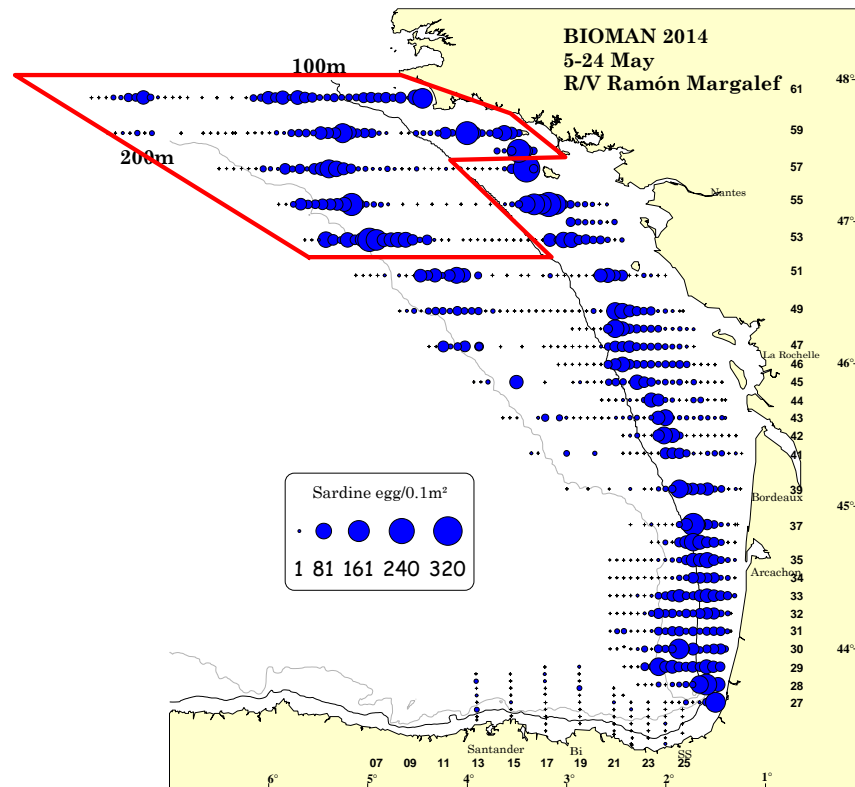 BIOMAN 2014
5-24 May
R/V Ramón Margalef
100m
48°
61
59
200m
57
Nantes
55
47°
53
51
49
La Rochelle
47
46
46°
45
44
43
42
41
Sardine egg/0.1m²
39
Bordeaux
45°
37
1 81 161 240 320
35
Arcachon
34
33
32
31
30
44°
29
28
27
Santander
Bi
SS
07 09 11 13 15 17 19 21 23 25
6° 5° 4° 3° 2° 1°